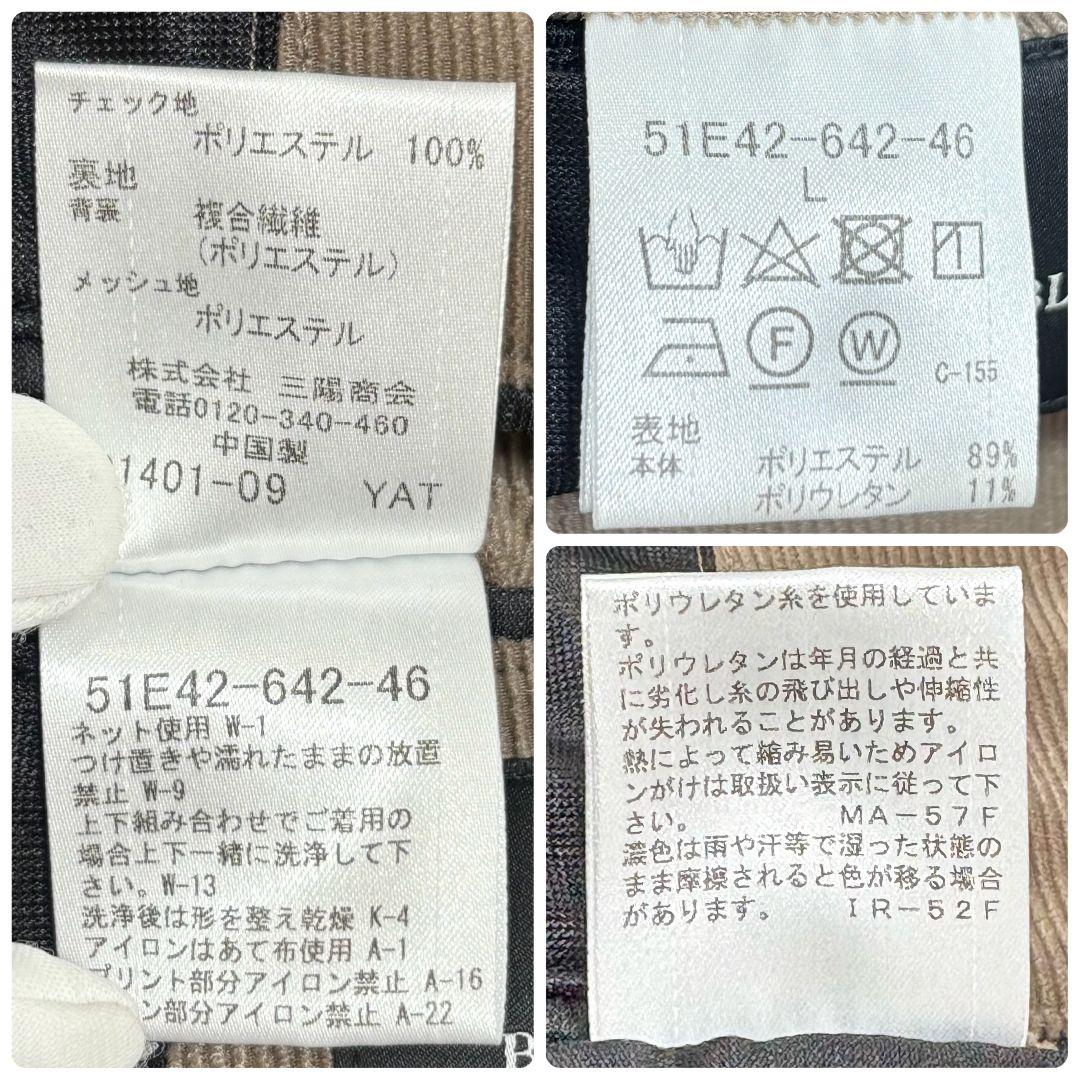 チェック地
ポリエステル 100%
裏地
背裏 複合繊維
(ポリエステル)
メッシュ地
ポリエステル
株式会社 三陽商会
電話0120-340-460
中国製
1401-09 YAT
51E42-642-46
ネット使用 W-1
つけ置きや濡れたままの放置
禁止 W-9
上下組み合わせでご着用の
場合上下一緒に洗浄して下
さい。W-13
洗浄後は形を整え乾燥 K-4
アイロンはあて布使用 A-1
プリント部分アイロン禁止 A-16
ン部分アイロン禁止 A-22
51E42-642-46
L
1
F W
C-155
表地
本体 ポリエステル 89%
ポリウレタン 11%
BL
ポリウレタン糸を使用していま
す。
ポリウレタンは年月の経過と共
に劣化し糸の飛び出しや伸縮性
が失われることがあります。
熱によって縮み易いためアイロ
ンがけは取扱い表示に従って下
さい。 MA-57F
濃色は雨や汗等で湿った状態の
まま摩擦されると色が移る場合
があります。 IR-52F